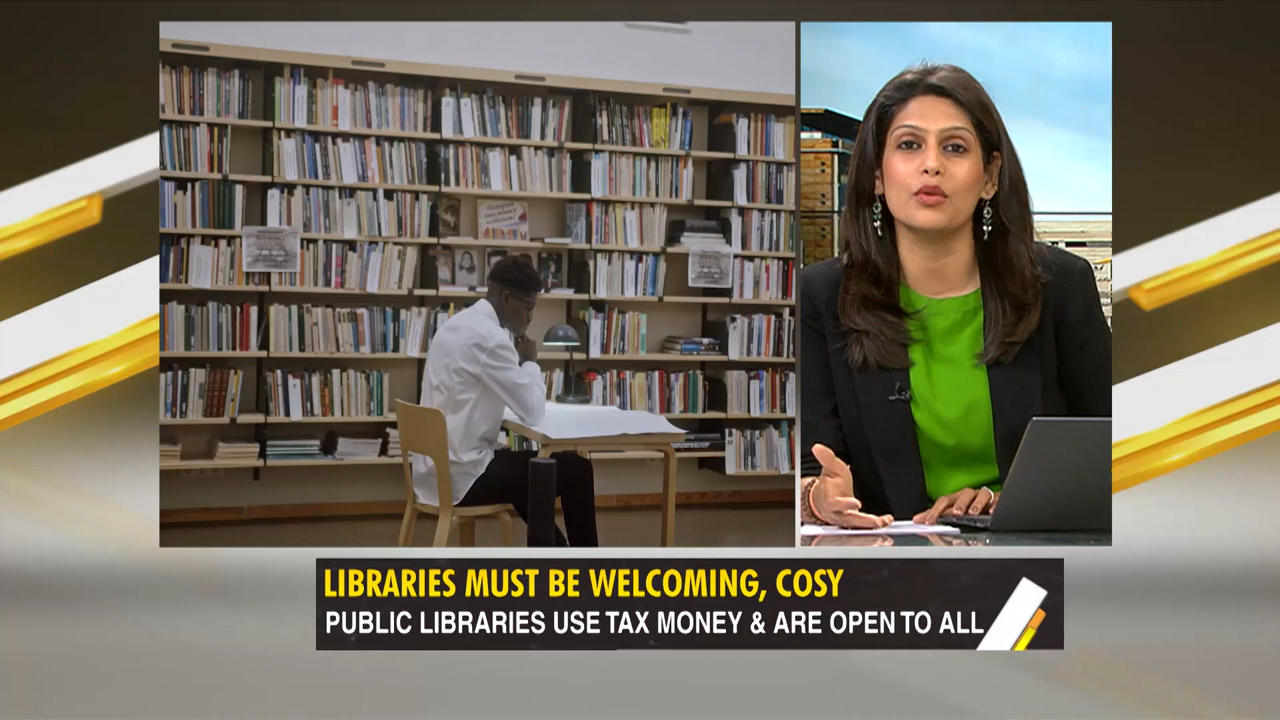 LIBRARIES MUST BE WELCOMING, COSY
PUBLIC LIBRARIES USE TAX MONEY & ARE OPEN TO ALL